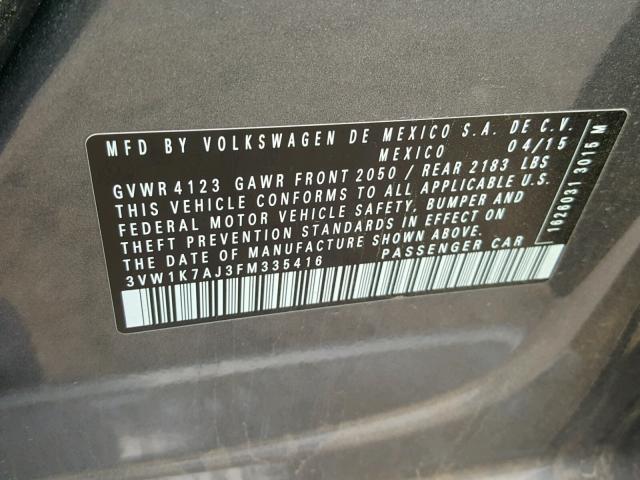 MFD BY VOLKSWAGEN DE MEXICO S.A. DE C.V.
MEXICO 04/15
GVWR 4123 GAWR FRONT 2050 / REAR 2183 LBS
THIS VEHICLE CONFORMS TO ALL APPLICABLE U.S.
FEDERAL MOTOR VEHICLE SAFETY, BUMPER AND
THEFT PREVENTION STANDARDS IN EFFECT ON
THE DATE OF MANUFACTURE SHOWN ABOVE.
3VW1K7AJ3FM335416 PASSENGER CAR
1626031 3015 M